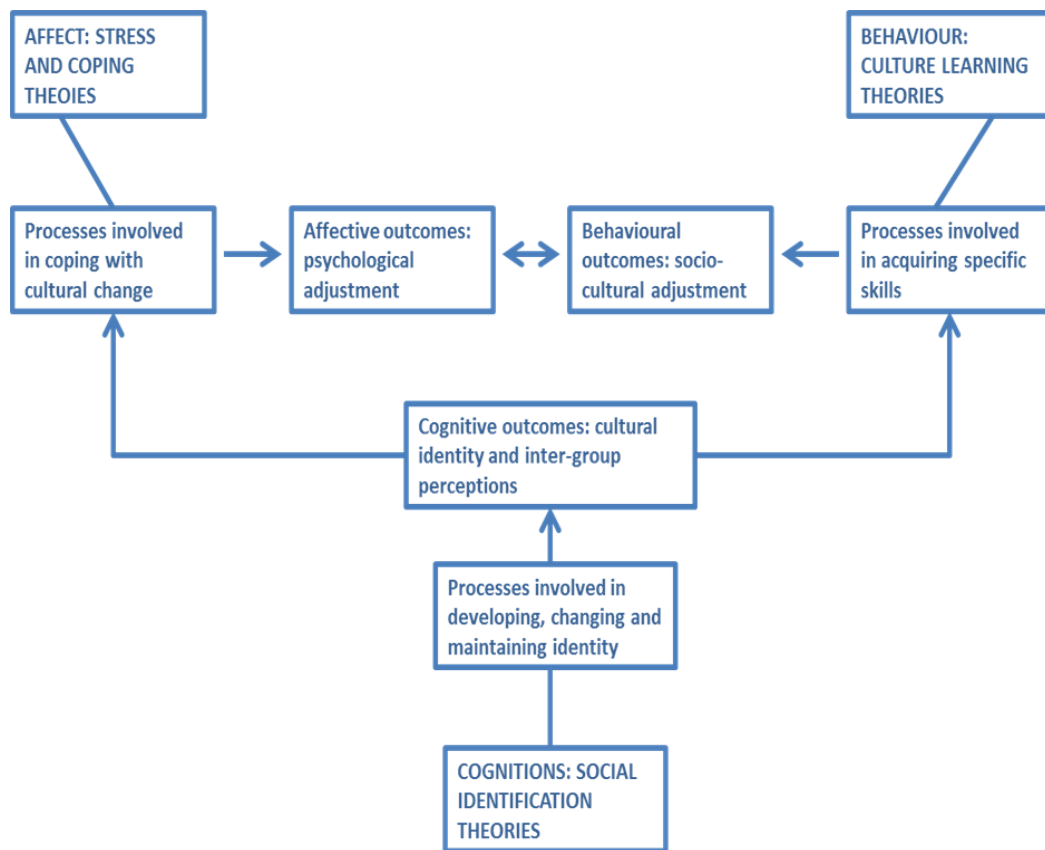 AFFECT: STRESS
AND COPING
THEOIES
BEHAVIOUR:
CULTURE LEARNING
THEORIES
Processes involved
in coping with
cultural change
Affective outcomes:
psychological
adjustment
Behavioural
outcomes: socio-
cultural adjustment
Processes involved
in acquiring specific
skills
Cognitive outcomes: cultural
identity and inter-group
perceptions
Processes involved in
developing, changing and
maintaining identity
COGNITIONS: SOCIAL
IDENTIFICATION
THEORIES